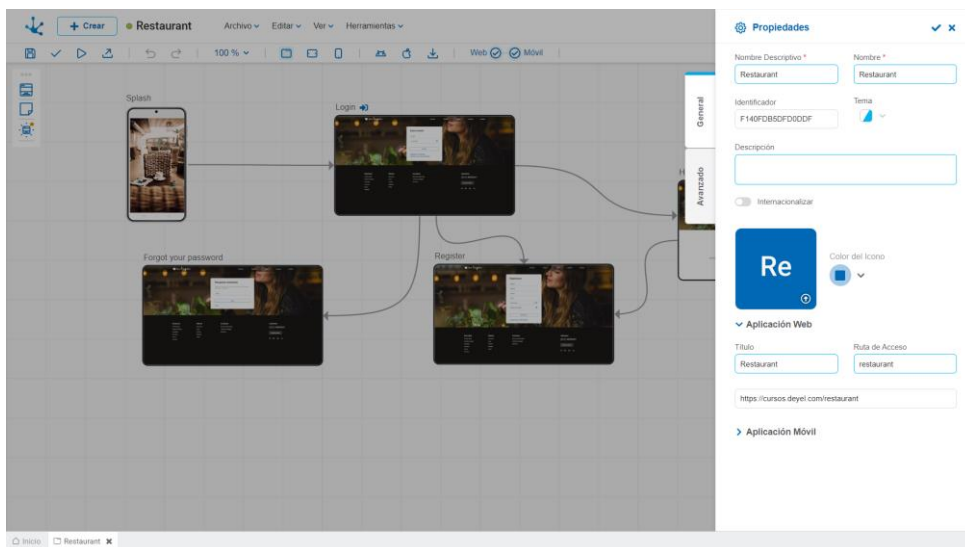 + Crear
Restaurant
Archivo
Editar
Ver
Herramientas
100 %
Web
Móvil
Splash
Login
Forgot your password
Register
H
General
Avanzado
Propiedades
Nombre Descriptivo *
Nombre *
Restaurant
Restaurant
Identificador
Tema
F140FDB5DFD0DDF
Descripción
Internacionalizar
Re
Color del Icono
Aplicación Web
Título
Ruta de Acceso
Restaurant
restaurant
https://cursos.deyel.com/restaurant
Aplicación Móvil
Inicio
Restaurant